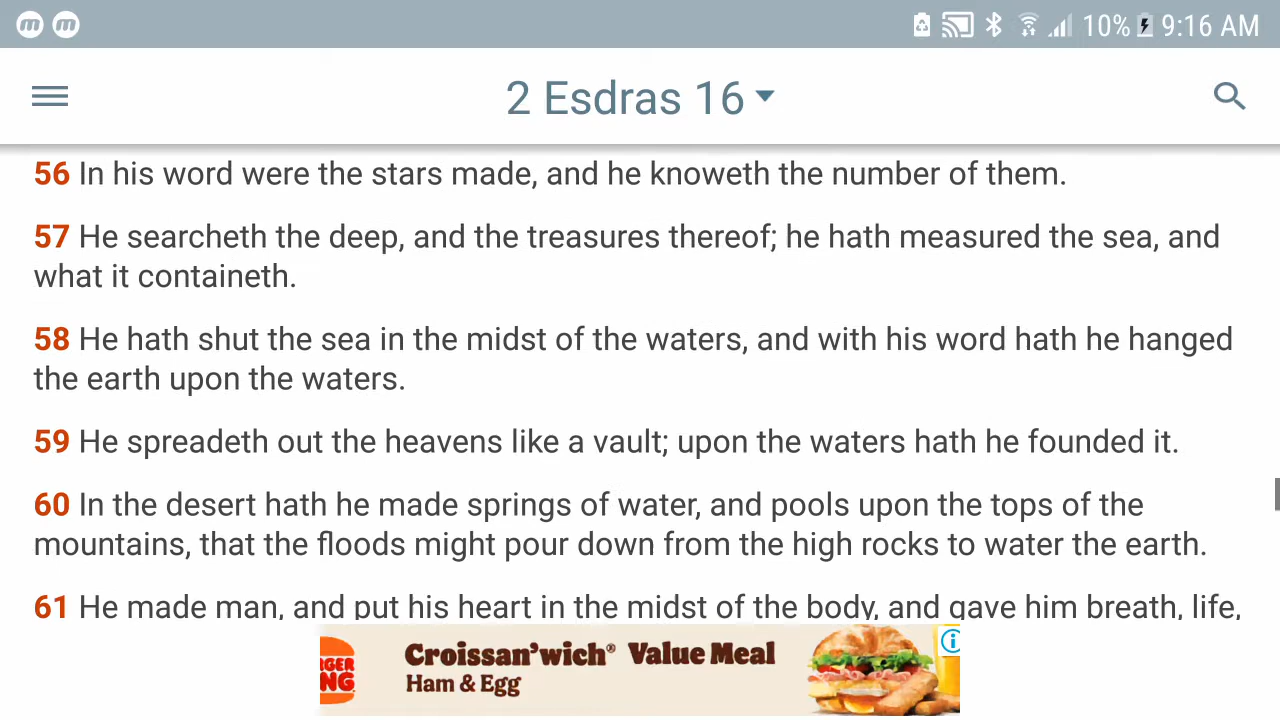 m m 10% 9:16 AM
2 Esdras 16
56 In his word were the stars made, and he knoweth the number of them.
57 He searcheth the deep, and the treasures thereof; he hath measured the sea, and
what it containeth.
58 He hath shut the sea in the midst of the waters, and with his word hath he hanged
the earth upon the waters.
59 He spreadeth out the heavens like a vault; upon the waters hath he founded it.
60 In the desert hath he made springs of water, and pools upon the tops of the
mountains, that the floods might pour down from the high rocks to water the earth.
61 He made man, and put his heart in the midst of the body, and gave him breath, life,
RGER
NG
Croissan'wich® Value Meal
Ham & Egg